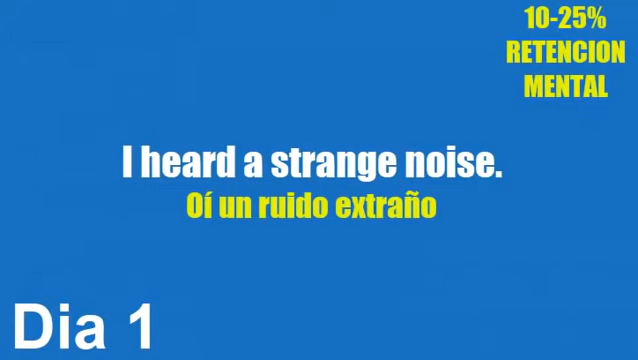 10-25%
RETENCION
MENTAL
I heard a strange noise.
Oí un ruido extraño
Dia 1